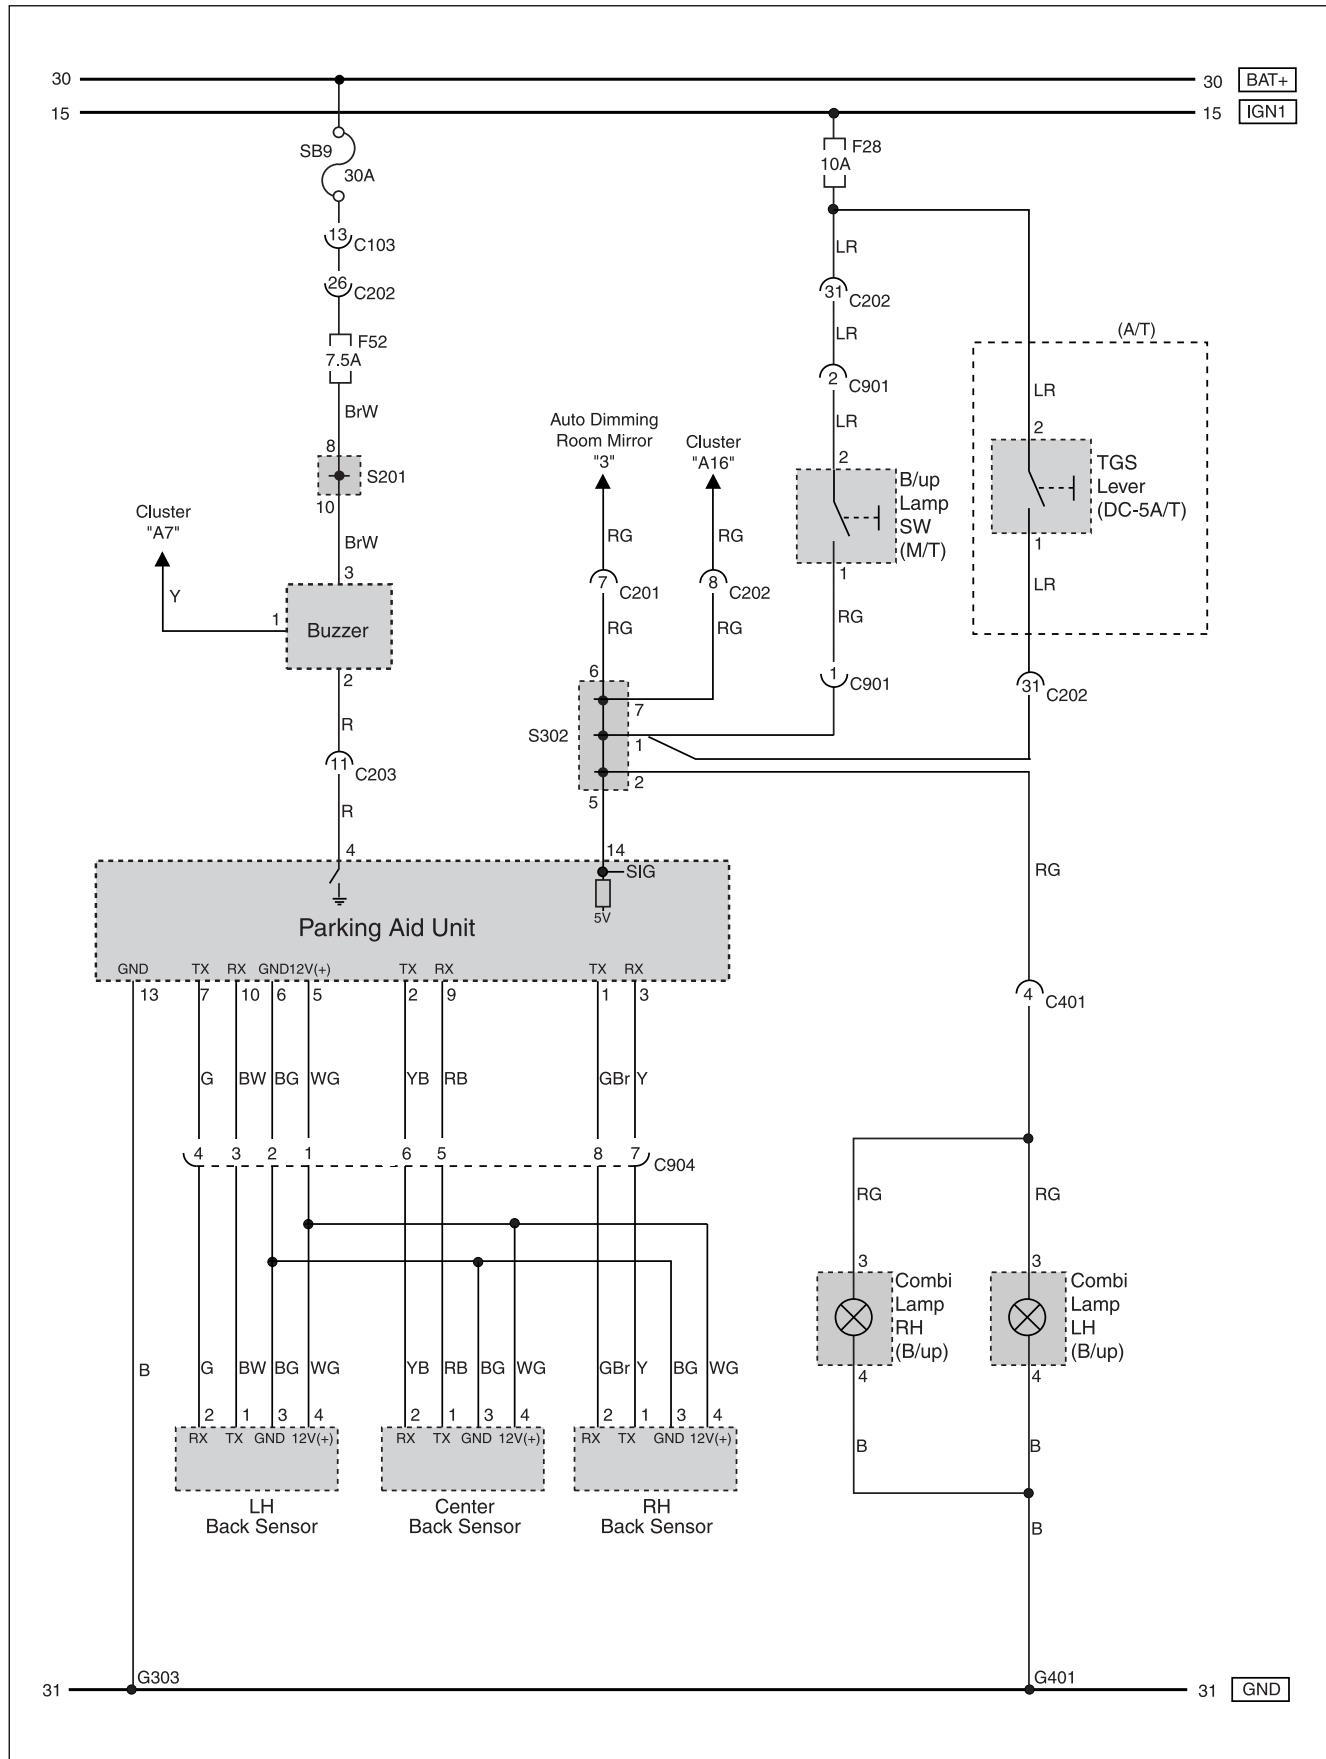 30
30 BAT+
15
15 IGN1
SB9
30A
F28
10A
13
C103
LR
26
C202
31
C202
(A/T)
F52
7.5A
LR
2
C901
BrW
LR
LR
Auto Dimming
Room Mirror
"3"
Cluster
"A16"
8
S201
10
2
B/up
Lamp
SW
(M/T)
1
2
TGS
Lever
(DC-5A/T)
1
Cluster
"A7"
BrW
RG
RG
3
7
C201
8
C202
LR
Y
1
Buzzer
2
RG
RG
RG
6
1
C901
31
C202
7
S302
1
2
5
R
11
C203
R
4
14
SIG
5V
RG
Parking Aid Unit
GND
TX
RX
GND
12V(+)
TX
RX
TX
RX
13
7
10
6
5
2
9
1
3
4
C401
G
BW
BG
WG
YB
RB
GBr
Y
4
3
2
1
6
5
8
7
C904
RG
RG
3
Combi
Lamp
RH
(B/up)
4
3
Combi
Lamp
LH
(B/up)
4
B
G
BW
BG
WG
YB
RB
BG
WG
GBr
Y
BG
WG
2
1
3
4
2
1
3
4
2
1
3
4
RX
TX
GND
12V(+)
RX
TX
GND
12V(+)
RX
TX
GND
12V(+)
B
B
LH
Back Sensor
Center
Back Sensor
RH
Back Sensor
B
G303
G401
31
31 GND